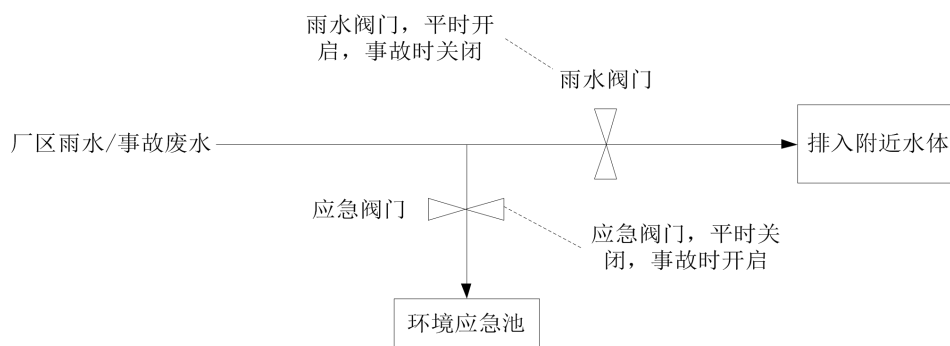 雨水阀门，平时开
启，事故时关闭
雨水阀门
厂区雨水/事故废水
排入附近水体
应急阀门
应急阀门，平时关
闭，事故时开启
环境应急池